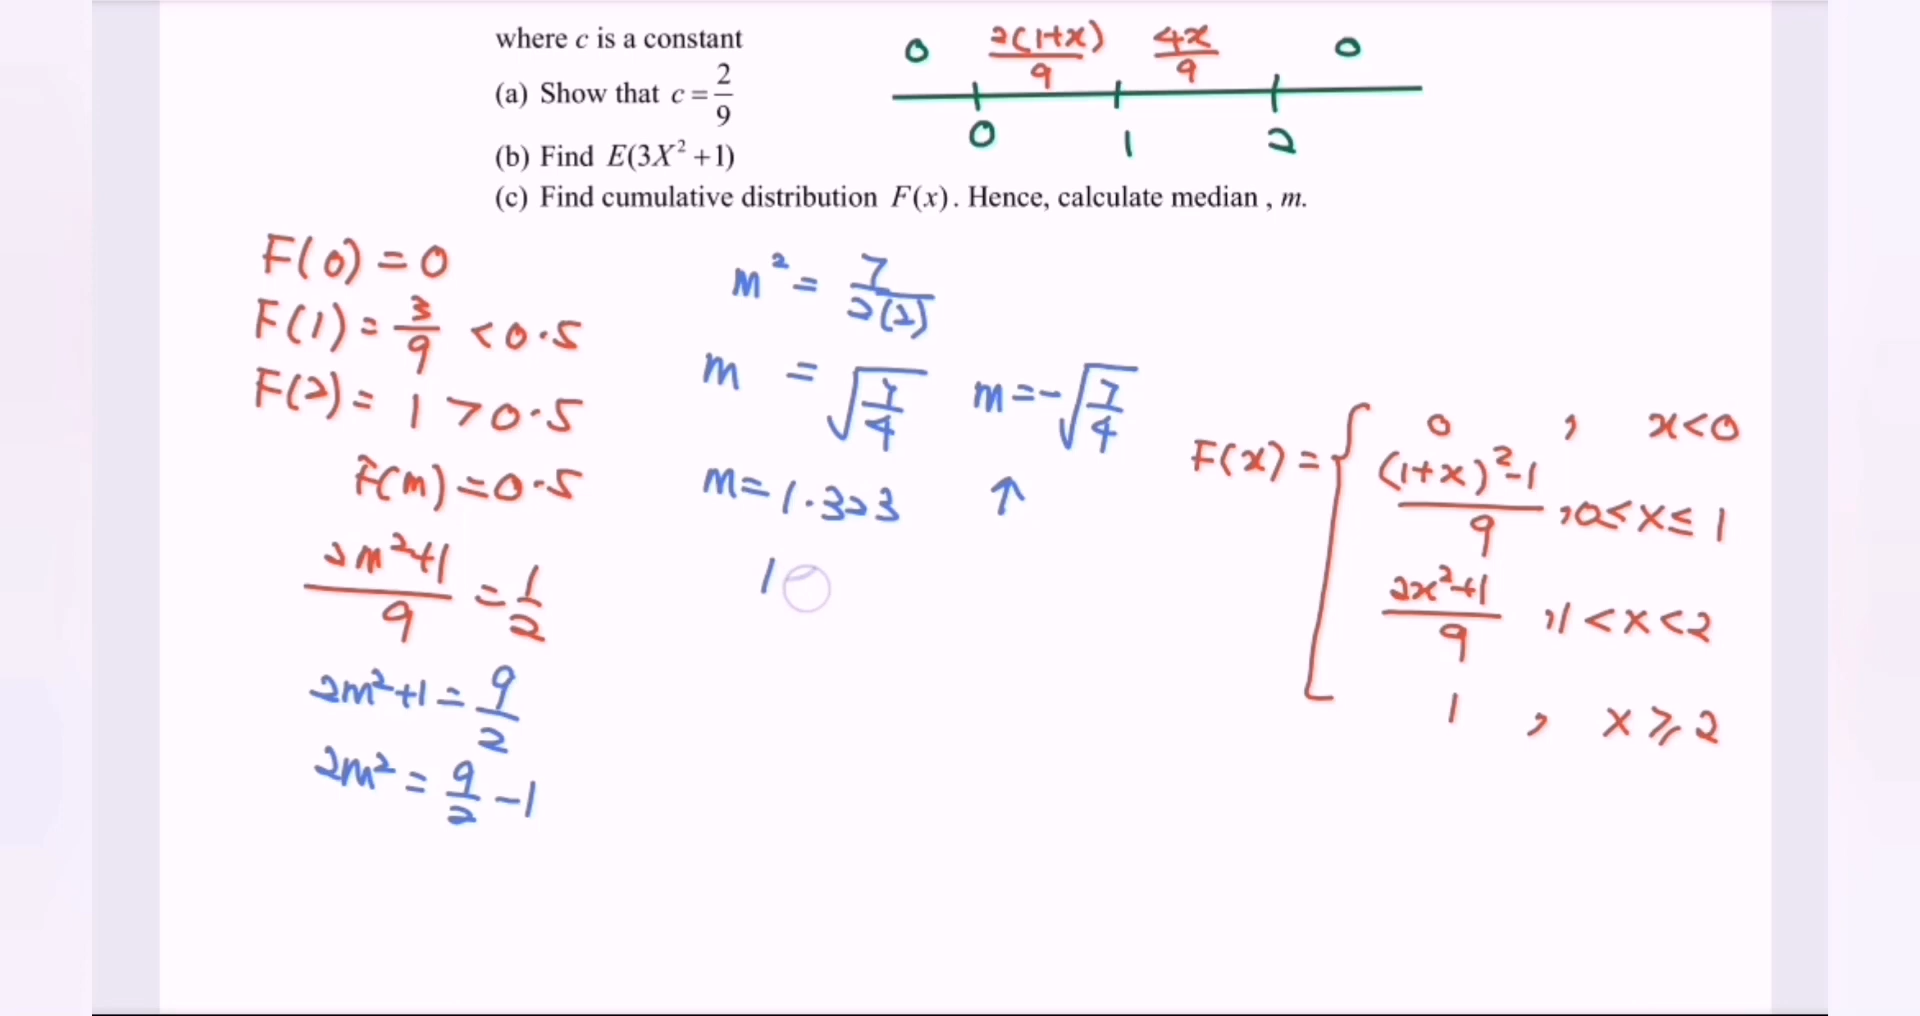 where c is a constant
(a) Show that c = 2/9
(b) Find E(3X² + 1)
(c) Find cumulative distribution F(x). Hence, calculate median , m.
0 2(1+x)/9 4x/9 0
0 1 2
F(0) = 0
F(1) = 3/9 < 0.5
F(2) = 1 > 0.5
F(m) = 0.5
2m²+1/9 = 1/2
2m²+1 = 9/2
2m² = 9/2 - 1
m² = 7/2(2)
m = √7/4 m = -√7/4
m = 1.323 ↑
1
F(x) = { 0 , x<0
(1+x)²-1/9 , 0≤x≤1
2x²+1/9 , 1<x<2
1 , x⩾2